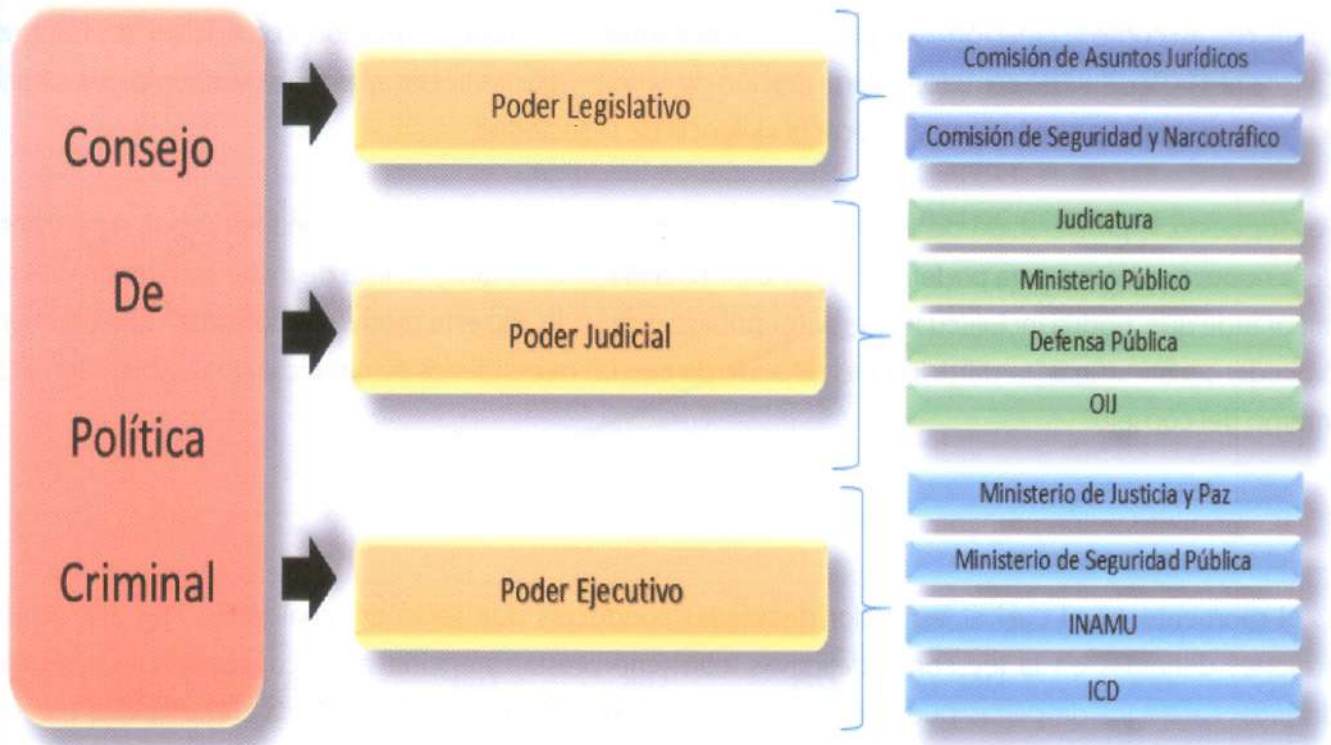 Consejo
De
Política
Criminal
Poder Legislativo
Comisión de Asuntos Jurídicos
Comisión de Seguridad y Narcotráfico
Poder Judicial
Judicatura
Ministerio Público
Defensa Pública
OIJ
Poder Ejecutivo
Ministerio de Justicia y Paz
Ministerio de Seguridad Pública
INAMU
ICD